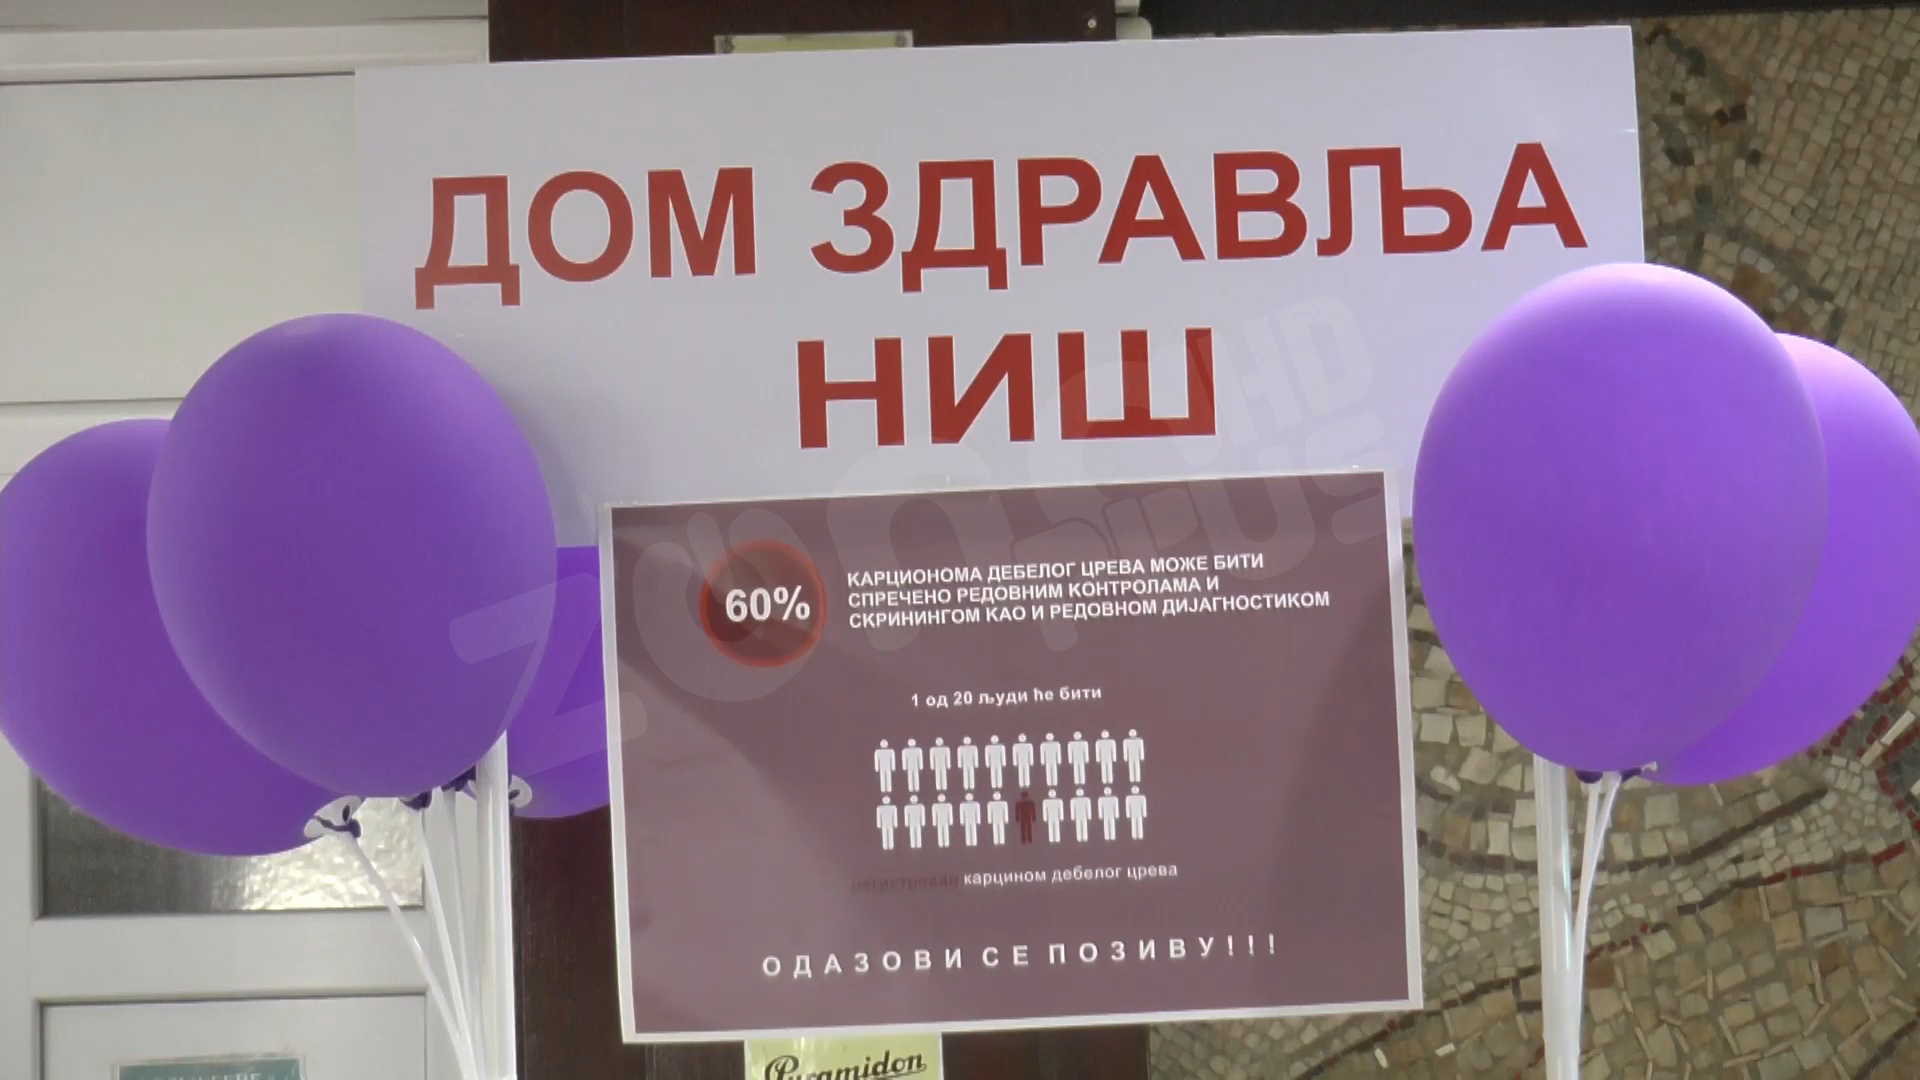 ДОМ ЗДРАВЉА
НИШ
60%
КАРЦИОНОМА ДЕБЕЛОГ ЦРЕВА МОЖЕ БИТИ
СПРЕЧЕНО РЕДОВНИМ КОНТРОЛАМА И
СКРИНИНГОМ КАО И РЕДОВНОМ ДИЈАГНОСТИКОМ
1 од 20 људи ће бити
регистрован карцином дебелог црева
ОДАЗОВИ СЕ ПОЗИВУ!!!
Pyramidon
HD